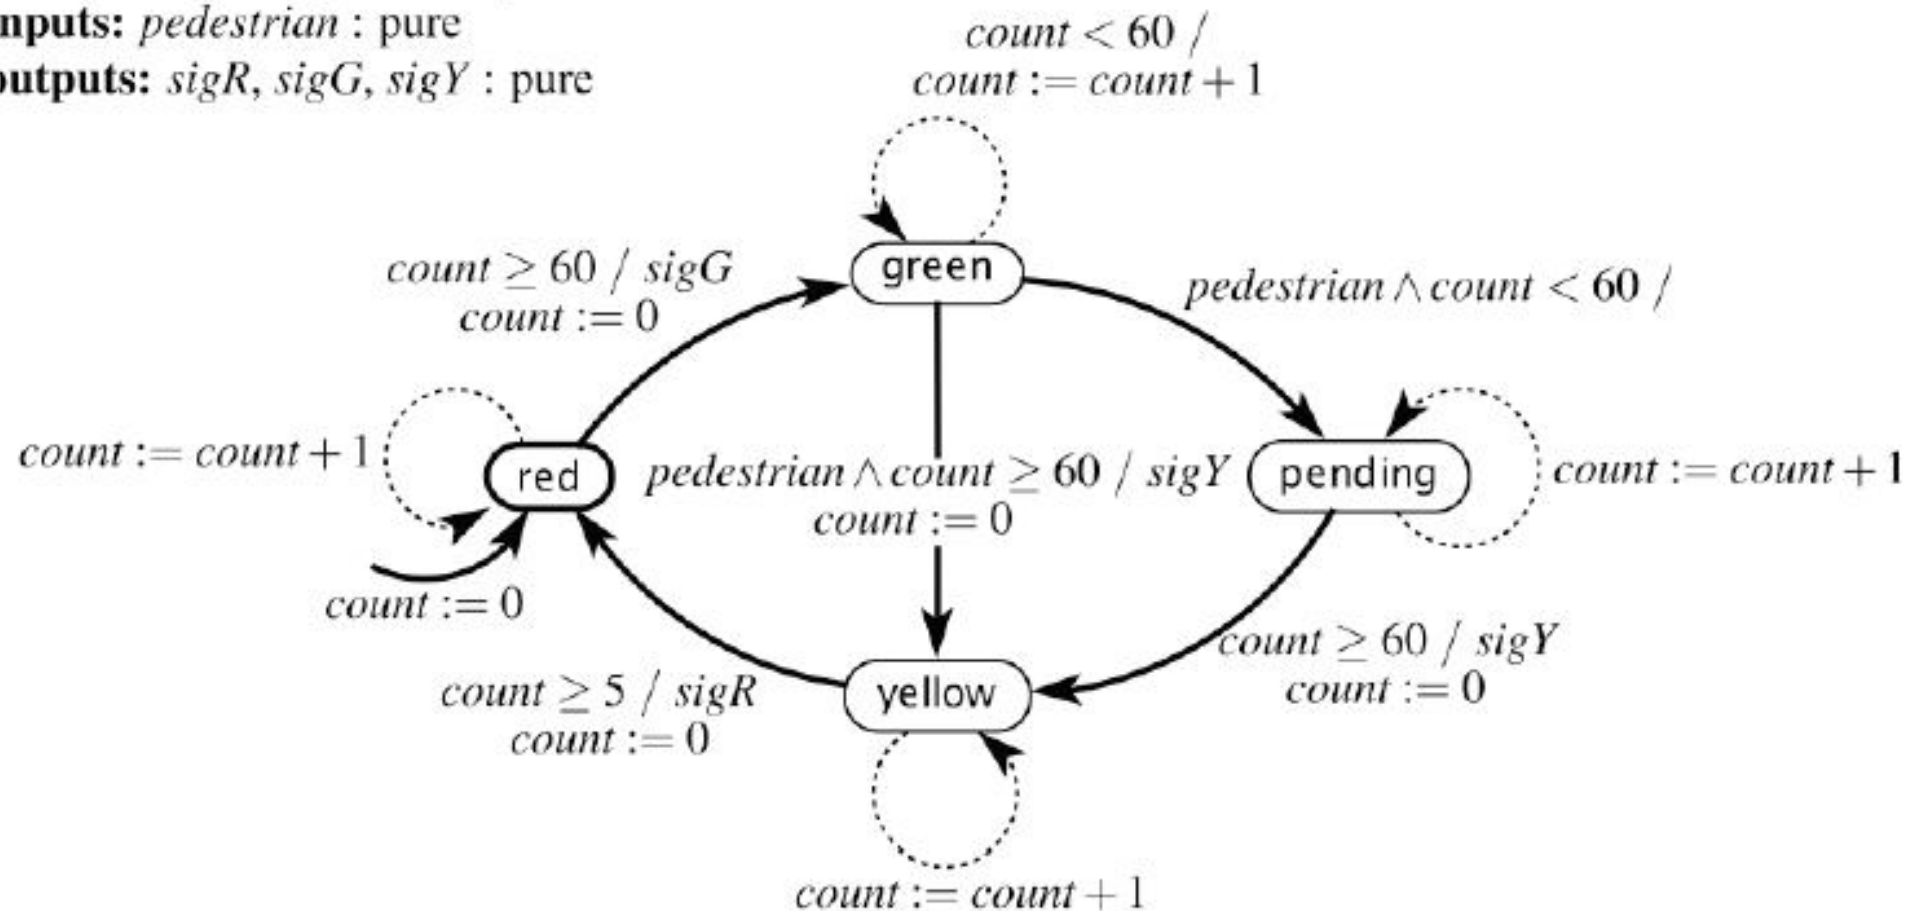 nputs: pedestrian : pure
outputs: sigR, sigG, sigY : pure
count < 60 /
count := count + 1
green
count ≥ 60 / sigG
count := 0
pedestrian ∧ count < 60 /
count := count + 1
red
pedestrian ∧ count ≥ 60 / sigY
count := 0
pending
count := count + 1
count := 0
count ≥ 60 / sigY
count := 0
count ≥ 5 / sigR
count := 0
yellow
count := count + 1